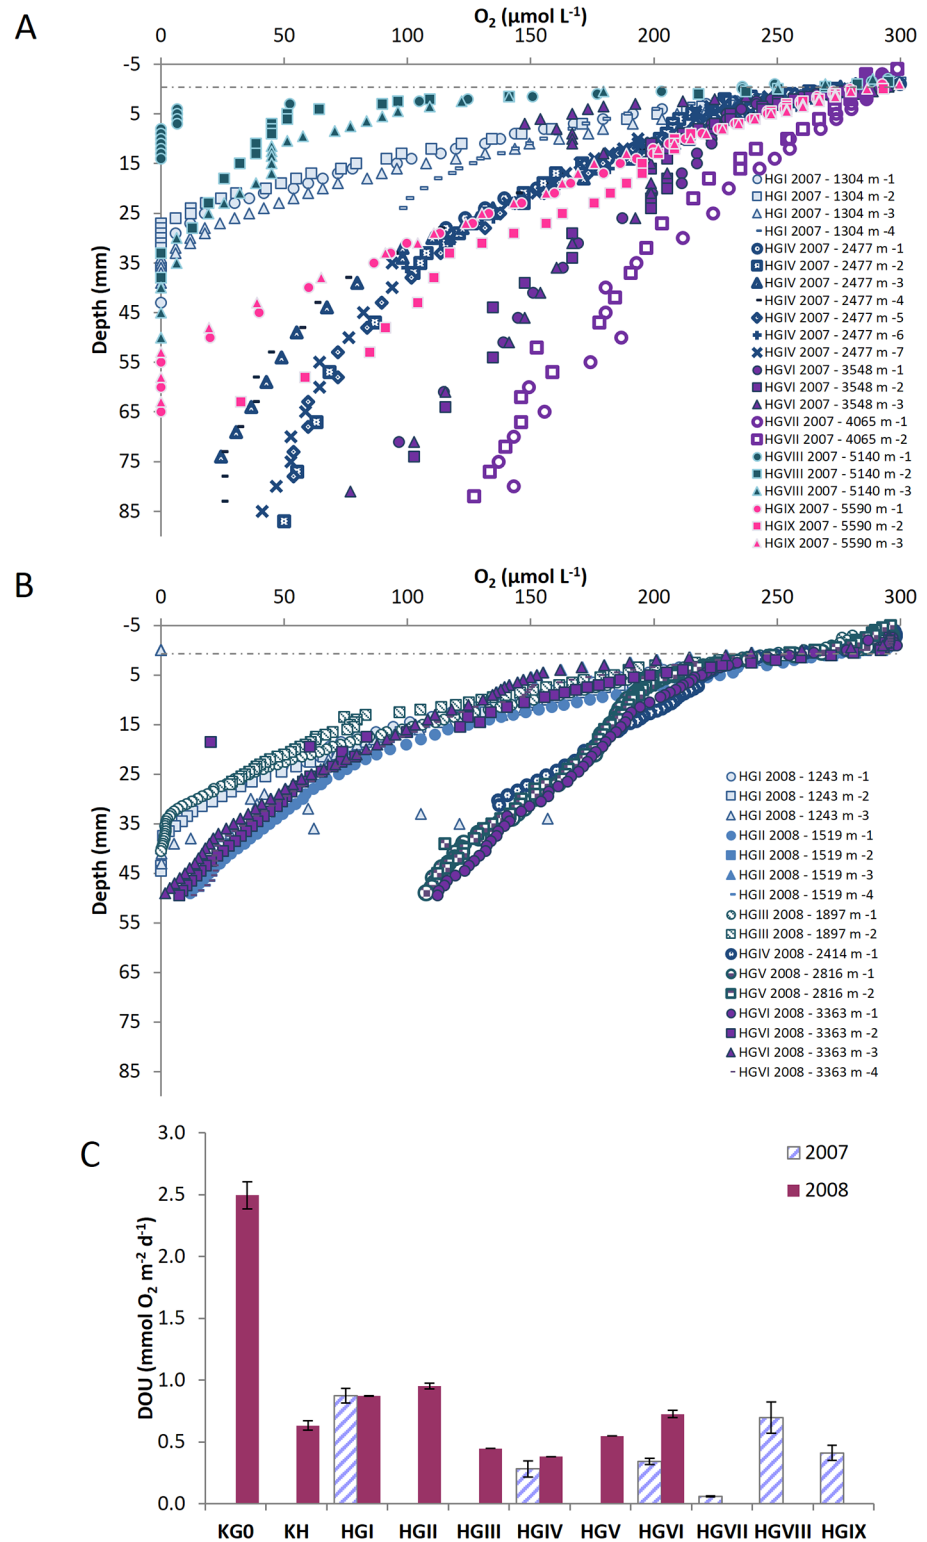 A
O2 (μmol L-1)
0 50 100 150 200 250 300
-5
5
15
25
35
45
55
65
75
85
Depth (mm)
HGI 2007 - 1304 m -1
HGI 2007 - 1304 m -2
HGI 2007 - 1304 m -3
HGI 2007 - 1304 m -4
HGIV 2007 - 2477 m -1
HGIV 2007 - 2477 m -2
HGIV 2007 - 2477 m -3
HGIV 2007 - 2477 m -4
HGIV 2007 - 2477 m -5
HGIV 2007 - 2477 m -6
HGIV 2007 - 2477 m -7
HGVI 2007 - 3548 m -1
HGVI 2007 - 3548 m -2
HGVI 2007 - 3548 m -3
HGVII 2007 - 4065 m -1
HGVII 2007 - 4065 m -2
HGVIII 2007 - 5140 m -1
HGVIII 2007 - 5140 m -2
HGVIII 2007 - 5140 m -3
HGIX 2007 - 5590 m -1
HGIX 2007 - 5590 m -2
HGIX 2007 - 5590 m -3
B
O2 (μmol L-1)
0 50 100 150 200 250 300
-5
5
15
25
35
45
55
65
75
85
Depth (mm)
HGI 2008 - 1243 m -1
HGI 2008 - 1243 m -2
HGI 2008 - 1243 m -3
HGII 2008 - 1519 m -1
HGII 2008 - 1519 m -2
HGII 2008 - 1519 m -3
HGII 2008 - 1519 m -4
HGIII 2008 - 1897 m -1
HGIII 2008 - 1897 m -2
HGIV 2008 - 2414 m -1
HGV 2008 - 2816 m -1
HGV 2008 - 2816 m -2
HGVI 2008 - 3363 m -1
HGVI 2008 - 3363 m -2
HGVI 2008 - 3363 m -3
HGVI 2008 - 3363 m -4
C
3.0
2.5
2.0
1.5
1.0
0.5
0.0
DOU (mmol O2 m-2 d-1)
2007
2008
KG0 KH HGI HGII HGIII HGIV HGV HGVI HGVII HGVIII HGIX